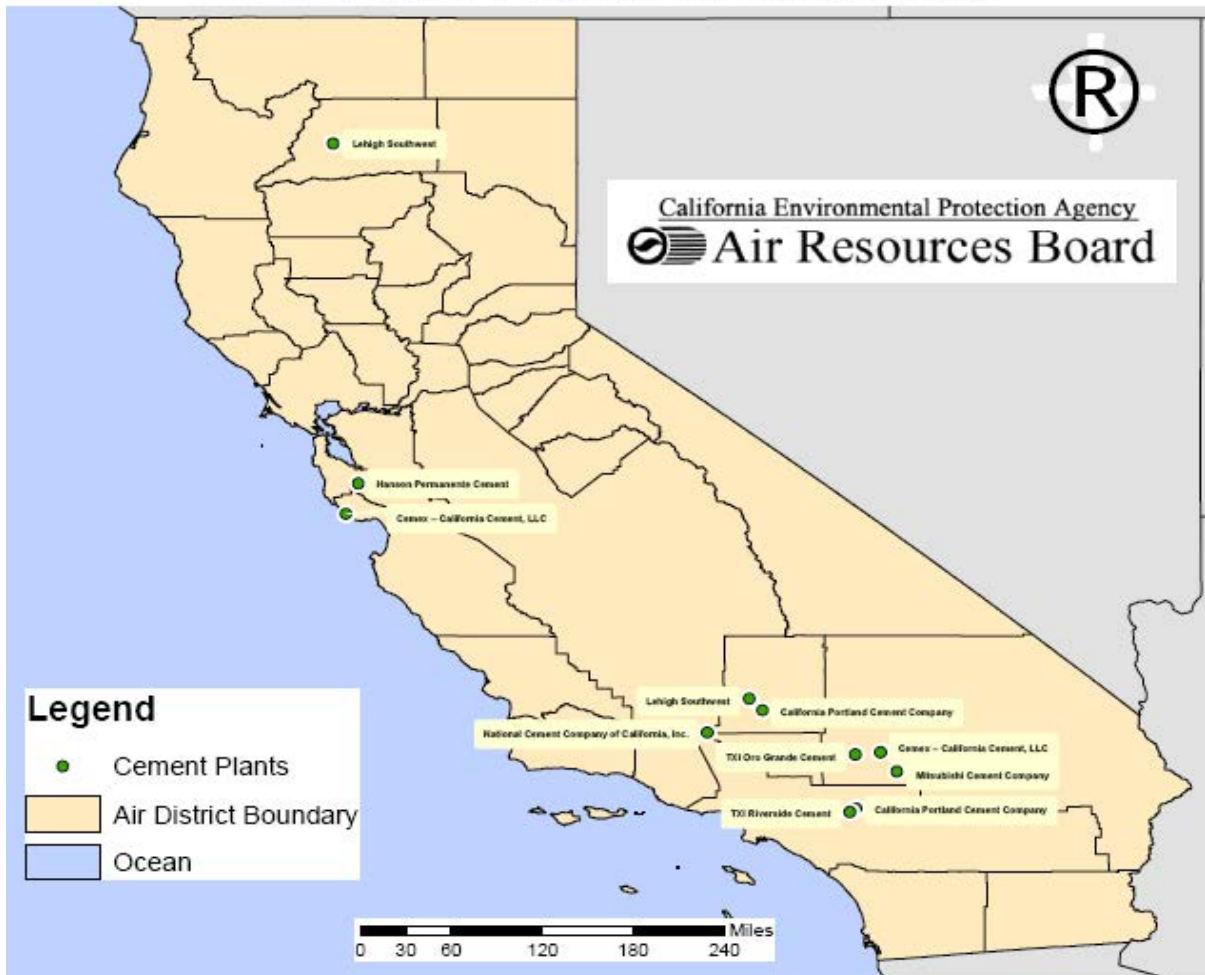 R
Lehigh Southwest
California Environmental Protection Agency
Air Resources Board
Hanson Permanente Cement
Cemex – California Cement, LLC
Lehigh Southwest
California Portland Cement Company
National Cement Company of California, Inc.
TXI Oro Grande Cement
Cemex – California Cement, LLC
Mitsubishi Cement Company
TXI Riverside Cement
California Portland Cement Company
Legend
Cement Plants
Air District Boundary
Ocean
Miles
0 30 60 120 180 240